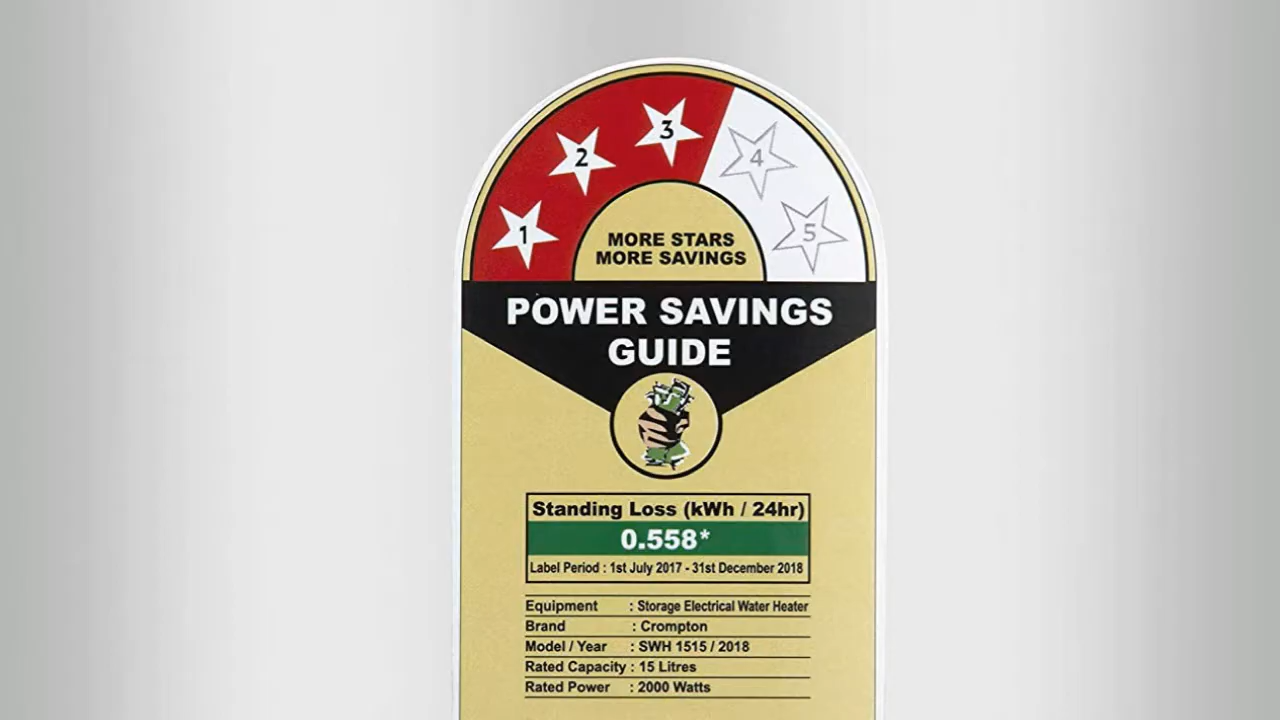 1 2 3 4 5
MORE STARS
MORE SAVINGS
POWER SAVINGS
GUIDE
Standing Loss (kWh / 24hr)
0.558*
Label Period : 1st July 2017 - 31st December 2018
Equipment : Storage Electrical Water Heater
Brand : Crompton
Model / Year : SWH 1515 / 2018
Rated Capacity : 15 Litres
Rated Power : 2000 Watts